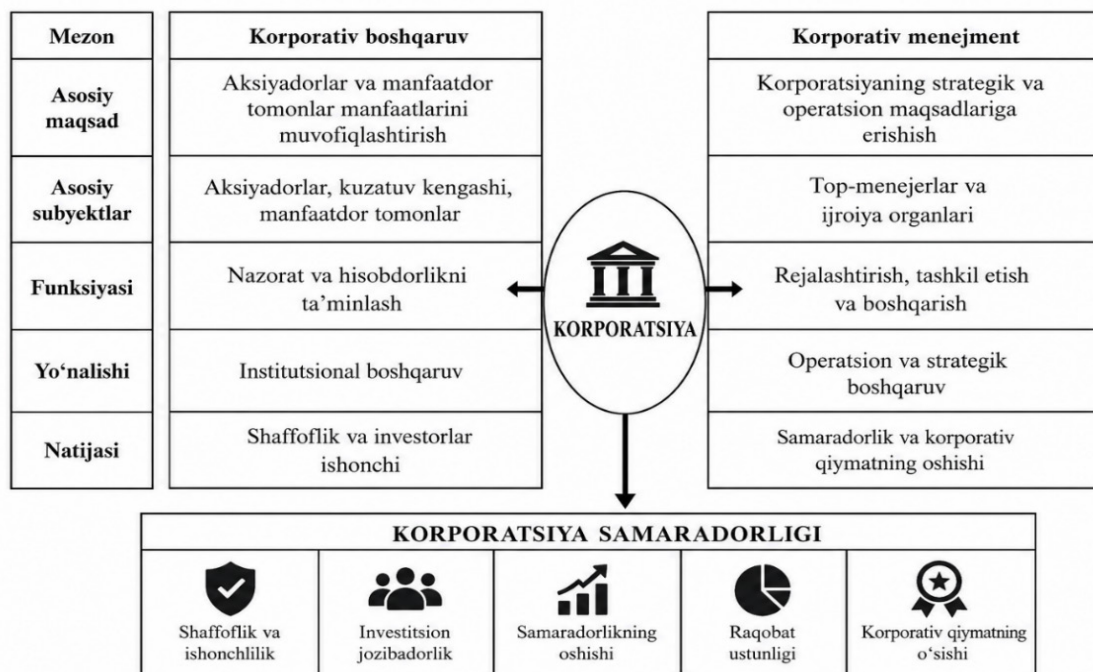 Mezon
Korporativ boshqaruv
Korporativ menejment
Asosiy
maqsad
Aksiyadorlar va manfaatdor
tomonlar manfaatlarini
muvofiqlashtirish
Korporatsiyaning strategik va
operatsion maqsadlariga
erishish
Asosiy
subyektlar
Aksiyadorlar, kuzatuv kengashi,
manfaatdor tomonlar
Top-menejerlar va
ijroiya organlari
Funksiyasi
Nazorat va hisobdorlikni
ta’minlash
KORPORATSIYA
Rejalashtirish, tashkil etish
va boshqarish
Yo‘nalishi
Institutsional boshqaruv
Operatsion va strategik
boshqaruv
Natijasi
Shaffoflik va investorlar
ishonchi
Samaradorlik va korporativ
qiymatning oshishi
KORPORATSIYA SAMARADORLIGI
Shaffoflik va
ishonchlilik
Investitsion
jozibadorlik
Samaradorlikning
oshishi
Raqobat
ustunligi
Korporativ qiymatning
o‘sishi